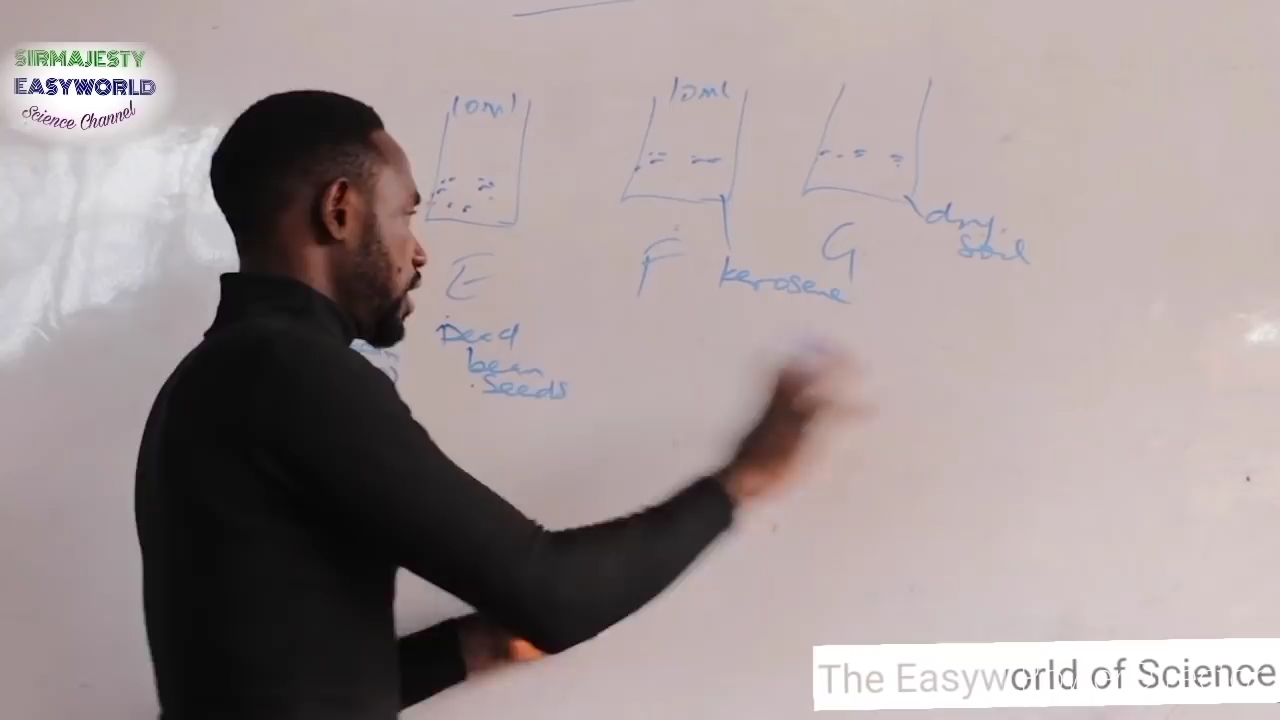 SIRMAJESTY
EASYWORLD
Science Channel
10ml
10ml
E
F
G
Dead
bean
seeds
kerosene
dry
soil
The Easyworld of Science